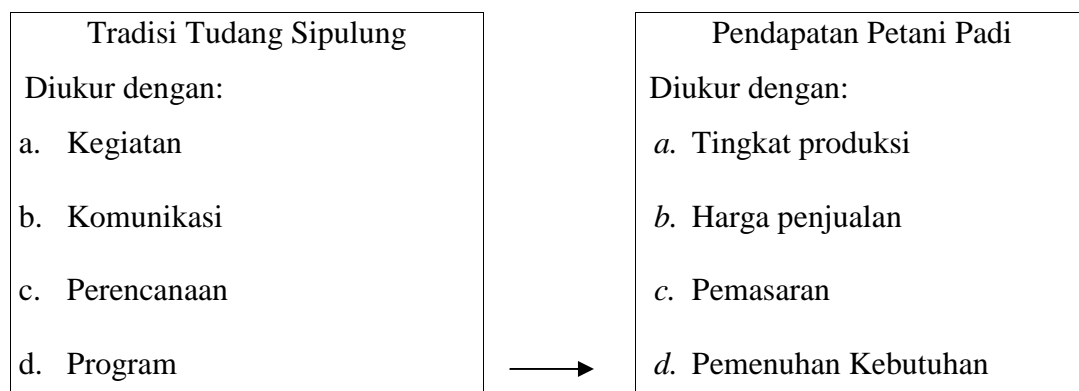 Tradisi Tudang Sipulung
Diukur dengan:
a. Kegiatan
b. Komunikasi
c. Perencanaan
d. Program
Pendapatan Petani Padi
Diukur dengan:
a. Tingkat produksi
b. Harga penjualan
c. Pemasaran
d. Pemenuhan Kebutuhan